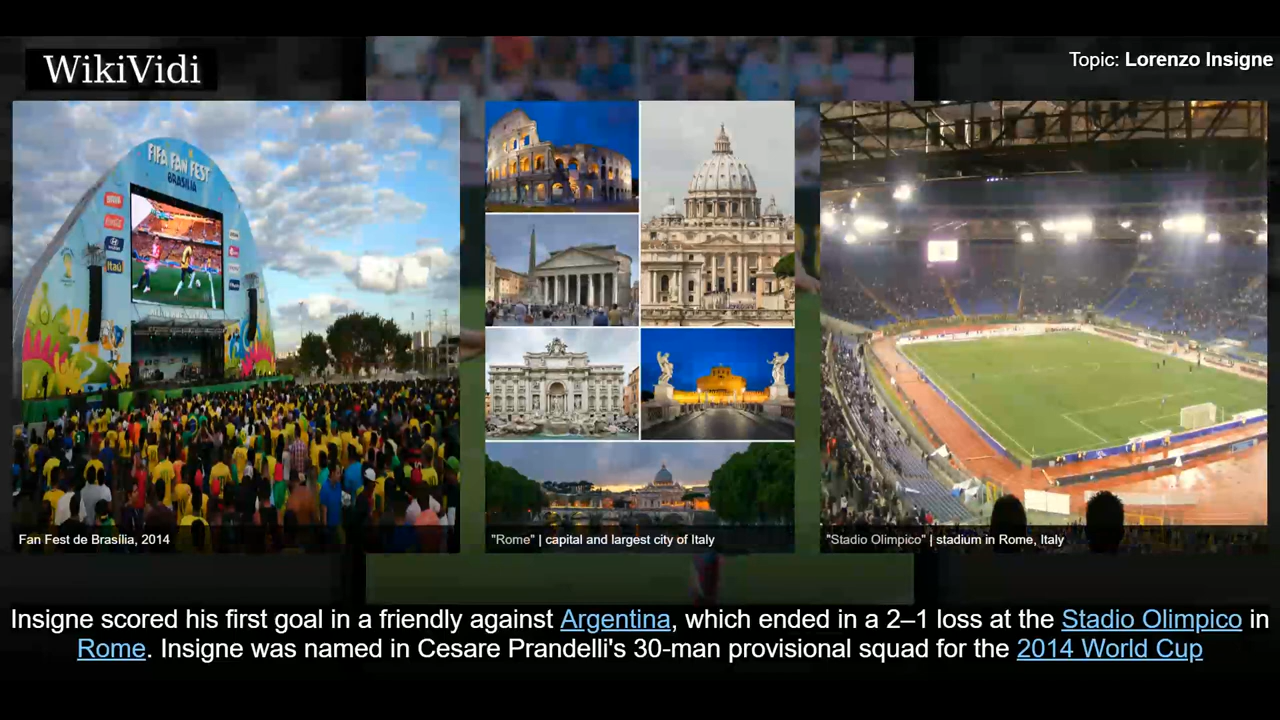 WikiVidi
Topic: Lorenzo Insigne
FIFA FAN FEST
BRASILIA
itaú
Fan Fest de Brasília, 2014
"Rome" | capital and largest city of Italy
"Stadio Olimpico" | stadium in Rome, Italy
Insigne scored his first goal in a friendly against Argentina, which ended in a 2–1 loss at the Stadio Olimpico in
Rome. Insigne was named in Cesare Prandelli's 30-man provisional squad for the 2014 World Cup